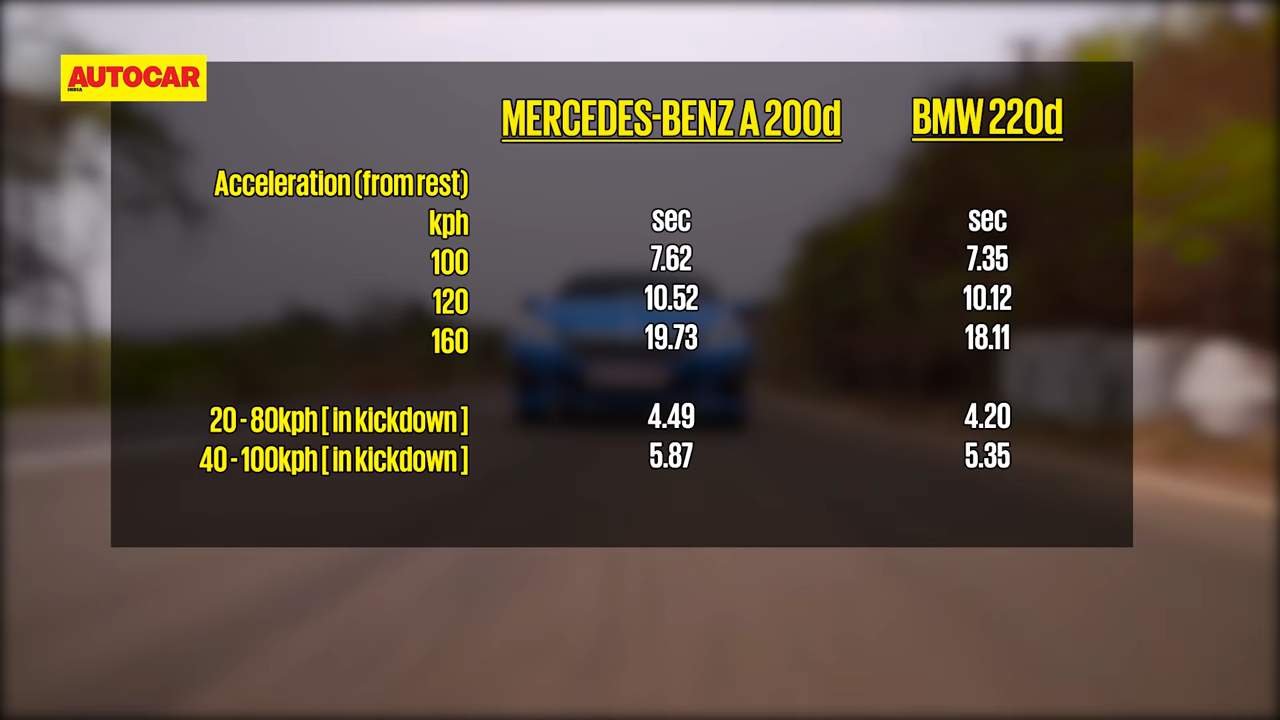 AUTOCAR
INDIA
MERCEDES-BENZ A 200d BMW 220d
Acceleration (from rest)
kph sec sec
100 7.62 7.35
120 10.52 10.12
160 19.73 18.11
20 - 80kph [ in kickdown ] 4.49 4.20
40 - 100kph [ in kickdown ] 5.87 5.35